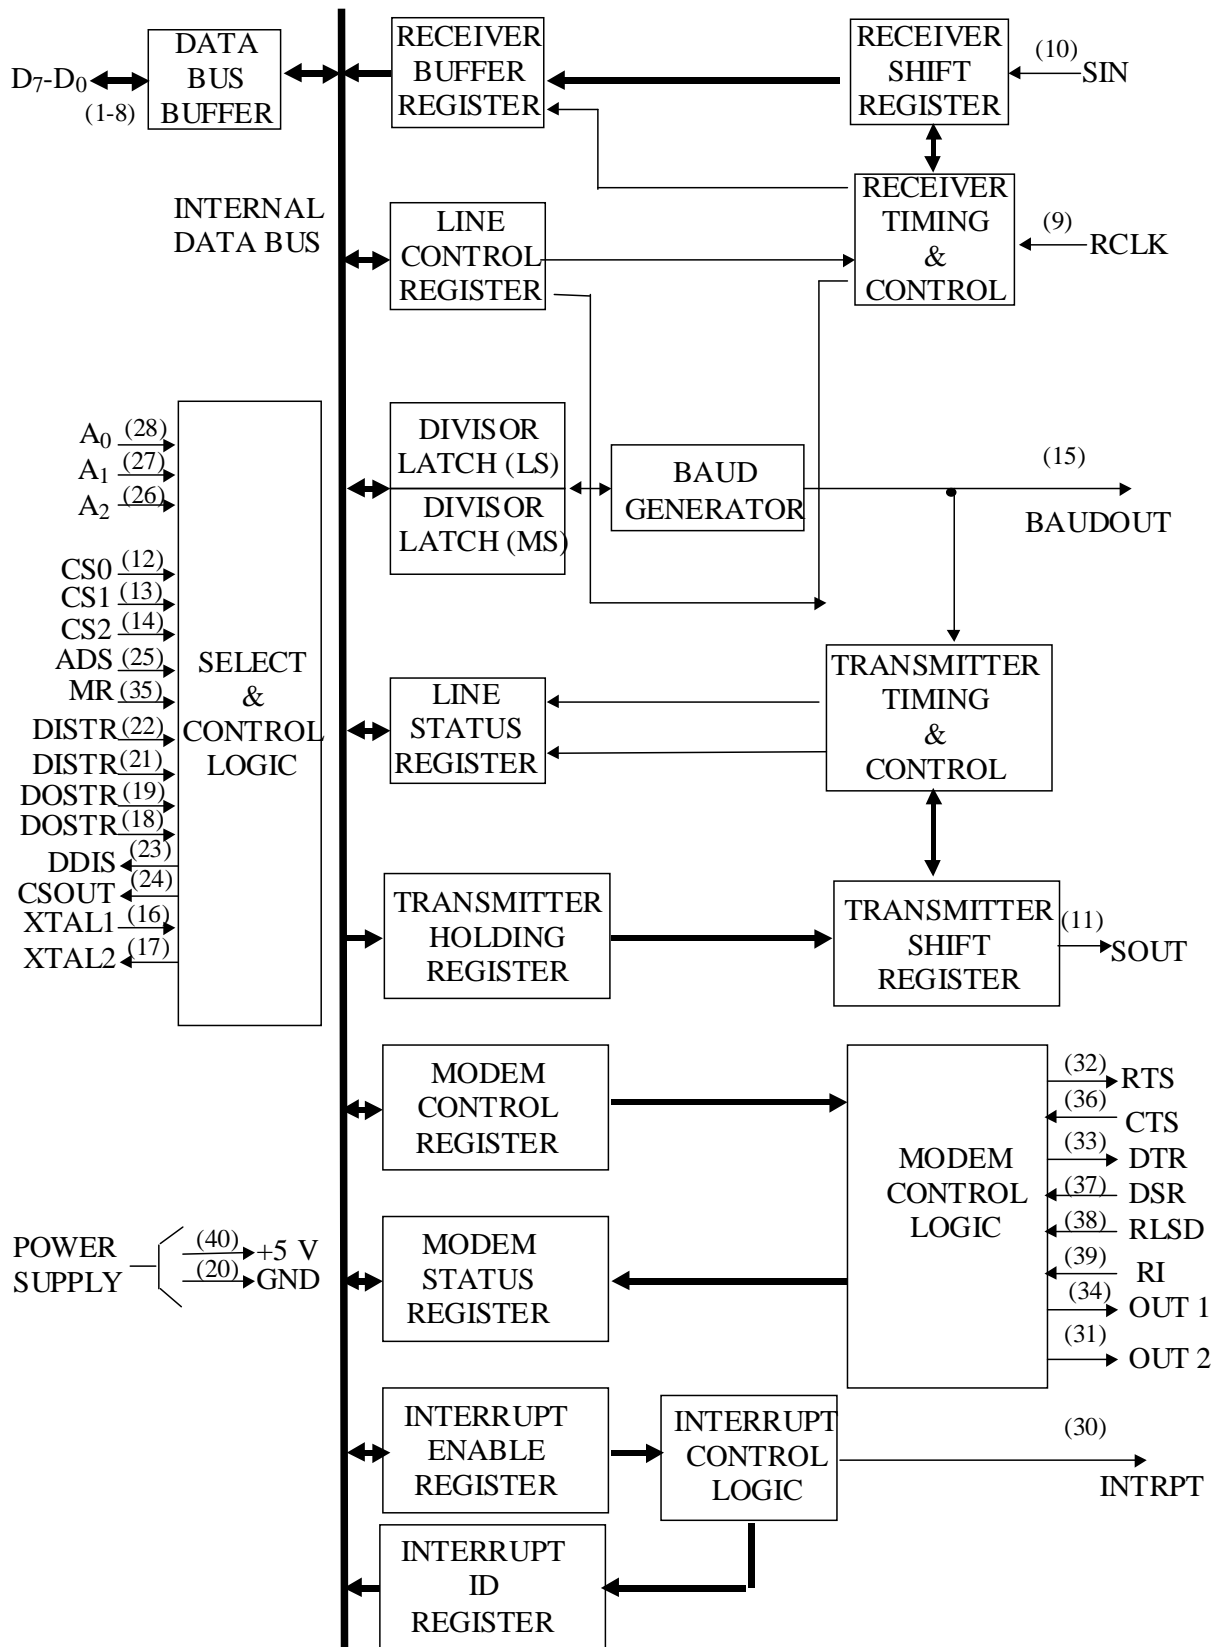 DATA
BUS
BUFFER
D7-D0
(1-8)
RECEIVER
BUFFER
REGISTER
RECEIVER
SHIFT
REGISTER
(10)
SIN
INTERNAL
DATA BUS
LINE
CONTROL
REGISTER
RECEIVER
TIMING
&
CONTROL
(9)
RCLK
DIVISOR
LATCH (LS)
DIVISOR
LATCH (MS)
BAUD
GENERATOR
(15)
BAUDOUT
A0 (28)
A1 (27)
A2 (26)
CS0 (12)
CS1 (13)
CS2 (14)
ADS (25)
MR (35)
DISTR (22)
DISTR (21)
DOSTR (19)
DOSTR (18)
DDIS (23)
CSOUT (24)
XTAL1 (16)
XTAL2 (17)
SELECT
&
CONTROL
LOGIC
LINE
STATUS
REGISTER
TRANSMITTER
TIMING
&
CONTROL
TRANSMITTER
HOLDING
REGISTER
TRANSMITTER
SHIFT
REGISTER
(11)
SOUT
MODEM
CONTROL
REGISTER
MODEM
CONTROL
LOGIC
(32) RTS
(36) CTS
(33) DTR
(37) DSR
(38) RLSD
(39) RI
(34) OUT 1
(31) OUT 2
POWER
SUPPLY
(40) +5 V
(20) GND
MODEM
STATUS
REGISTER
INTERRUPT
ENABLE
REGISTER
INTERRUPT
CONTROL
LOGIC
(30)
INTRPT
INTERRUPT
ID
REGISTER